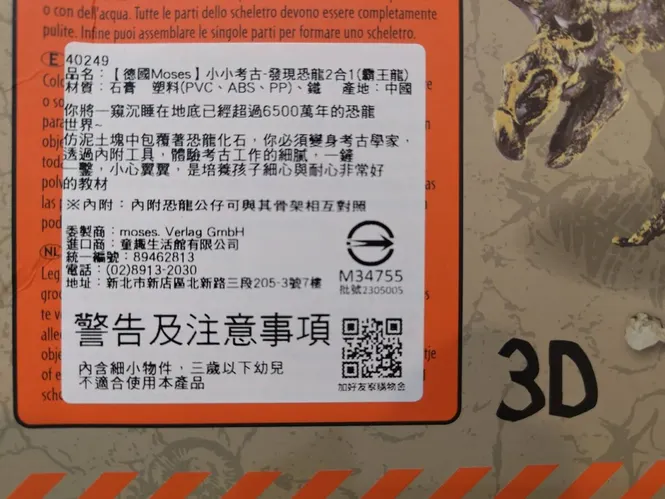 o con dell'acqua. Tutte le parti dello scheletro devono essere completamente
pulite. Infine puoi assemblare le singole parti per formare uno scheletro.
E
40249
品名：【德國Moses】小小考古-發現恐龍2合1(霸王龍)
材質：石膏 塑料(PVC、ABS、PP)、鐵 產地：中國
你將一窺沉睡在地底已經超過6500萬年的恐龍
世界~
仿泥土塊中包覆著恐龍化石，你必須變身考古學家，
透過內附工具，體驗考古工作的細膩，一鏟
一鑿，小心翼翼，是培養孩子細心與耐心非常好
的教材
※內附：內附恐龍公仔可與其骨架相互對照
委製商：moses. Verlag GmbH
進口商：童趣生活館有限公司
統一編號：89462813
電話：(02)8913-2030
地址：新北市新店區北新路三段205-3號7樓
M34755
批號2305005
警告及注意事項
內含細小物件，三歲以下幼兒
不適合使用本產品
加好友享購物金
NL
3D